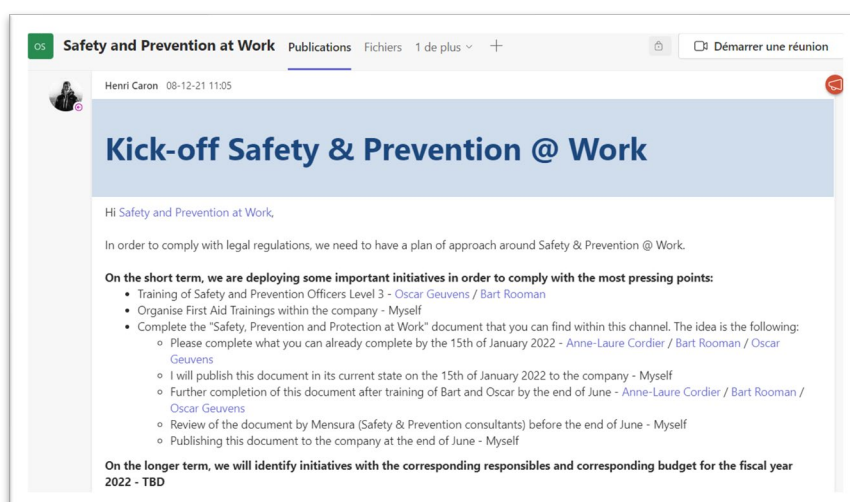 OS Safety and Prevention at Work Publications Fichiers 1 de plus Démarrer une réunion
Henri Caron 08-12-21 11:05
Kick-off Safety & Prevention @ Work
Hi Safety and Prevention at Work,
In order to comply with legal regulations, we need to have a plan of approach around Safety & Prevention @ Work.
On the short term, we are deploying some important initiatives in order to comply with the most pressing points:
• Training of Safety and Prevention Officers Level 3 - Oscar Geuvens / Bart Rooman
• Organise First Aid Trainings within the company - Myself
• Complete the "Safety, Prevention and Protection at Work" document that you can find within this channel. The idea is the following:
○ Please complete what you can already complete by the 15th of January 2022 - Anne-Laure Cordier / Bart Rooman / Oscar
Geuvens
○ I will publish this document in its current state on the 15th of January 2022 to the company - Myself
○ Further completion of this document after training of Bart and Oscar by the end of June - Anne-Laure Cordier / Bart Rooman /
Oscar Geuvens
○ Review of the document by Mensura (Safety & Prevention consultants) before the end of June - Myself
○ Publishing this document to the company at the end of June - Myself
On the longer term, we will identify initiatives with the corresponding responsibles and corresponding budget for the fiscal year
2022 - TBD